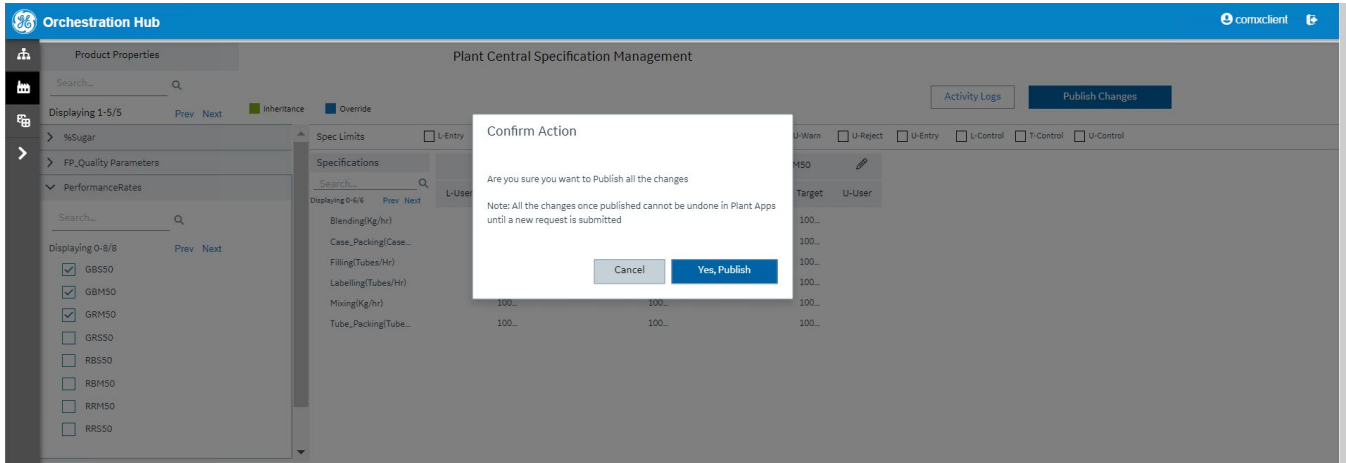 Orchestration Hub
comxclient
Product Properties
Plant Central Specification Management
Search...
Activity Logs
Publish Changes
Displaying 1-5/5 Prev Next
Inheritance
Override
%Sugar
Spec Limits
L-Entry
U-Warn
U-Reject
U-Entry
L-Control
T-Control
U-Control
FP_Quality Parameters
Specifications
M50
PerformanceRates
Search...
Displaying 0-6/6 Prev Next
L-User
Target
U-User
Search...
Displaying 0-8/8 Prev Next
GBS50
GBM50
GRM50
GRS50
RBS50
RBM50
RRM50
RRS50
Blending(Kg/hr) 100...
Case_Packing(Case... 100...
Filling(Tubes/Hr) 100...
Labelling(Tubes/Hr) 100...
Mixing(Kg/hr) 100... 100... 100...
Tube_Packing(Tube... 100... 100... 100...
Confirm Action
Are you sure you want to Publish all the changes
Note: All the changes once published cannot be undone in Plant Apps
until a new request is submitted
Cancel
Yes, Publish